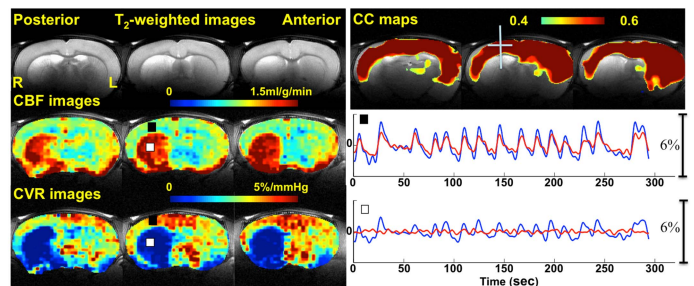 Posterior T₂-weighted images Anterior
R L
CBF images 0 1.5ml/g/min
CVR images 0 5%/mmHg
CC maps 0.4 0.6
0 6%
0 50 100 150 200 250 300
0 6%
0 50 100 150 200 250 300
Time (sec)